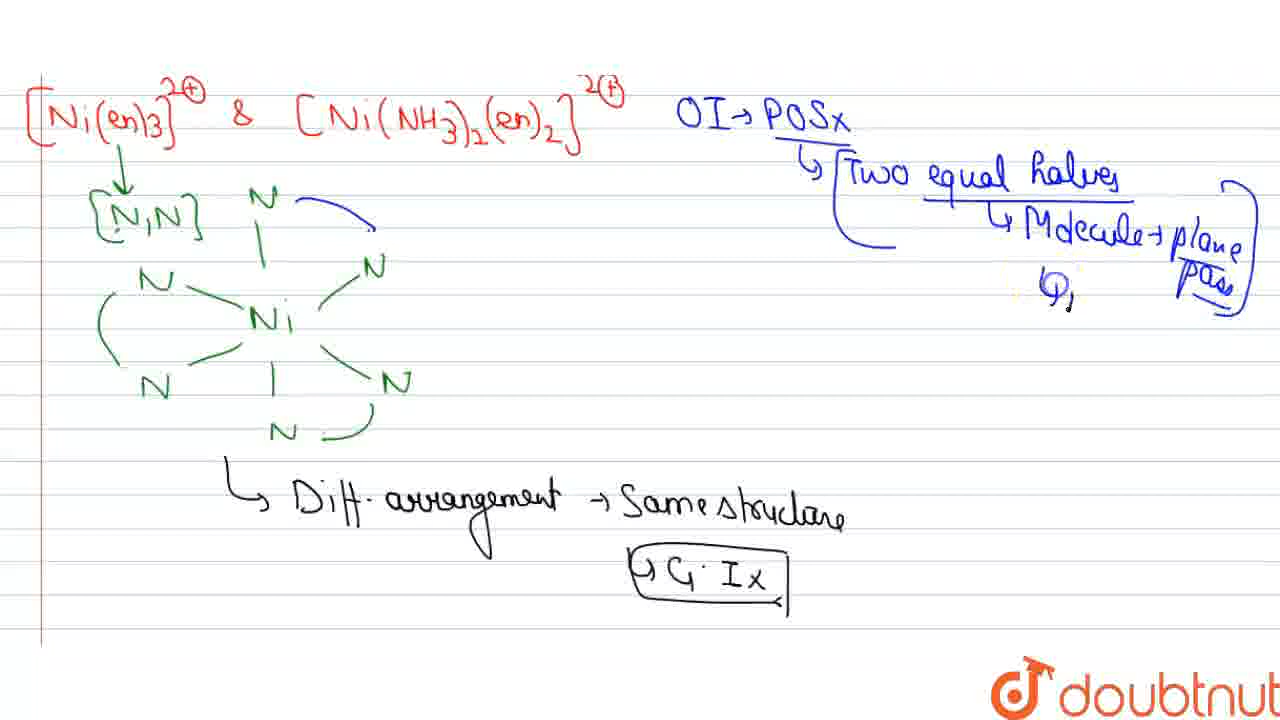 [Ni(en)3]2⊕ & [Ni(NH3)2(en)2]2⊕
OI→ POSx
↳ [Two equal halves
↳ Molecule→ plane
pass]
[N,N]
N
N
N
Ni
N
N
N
↳ Diff. arrangement → Same structure
↳ G.Ix
doubtnut